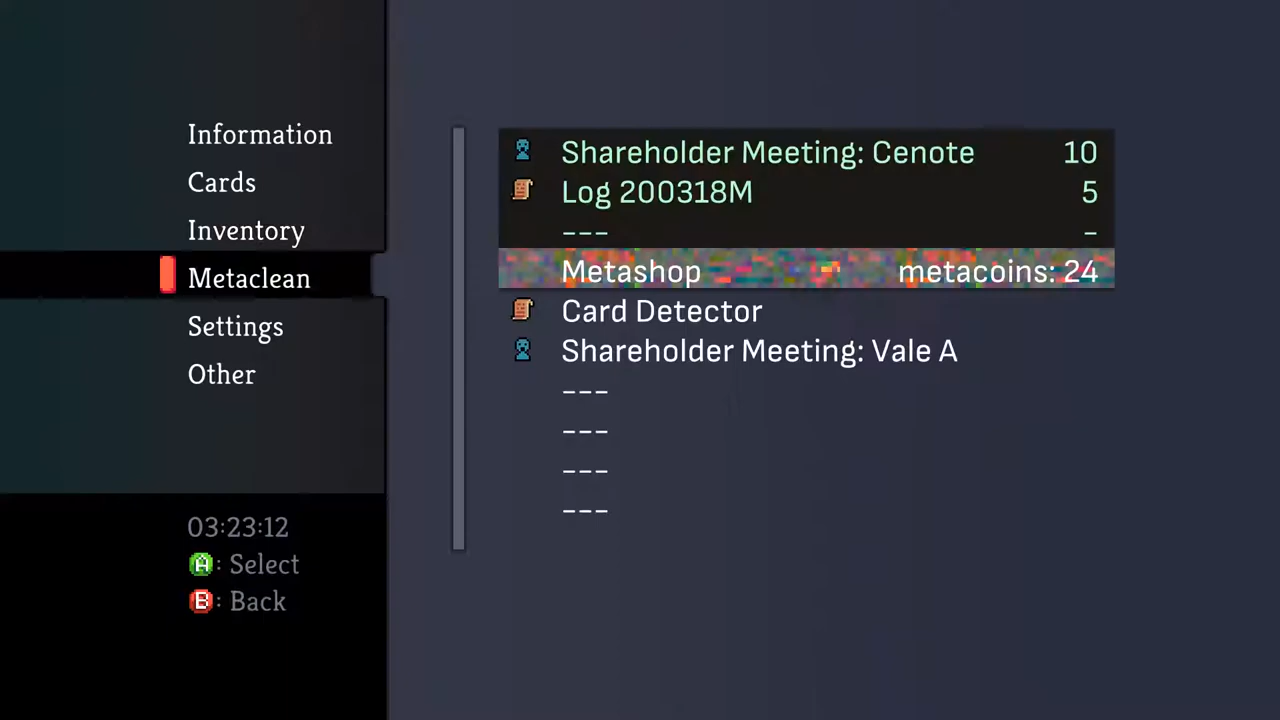 Information
Cards
Inventory
Metaclean
Settings
Other
03:23:12
A: Select
B: Back
Shareholder Meeting: Cenote 10
Log 200318M 5
--- -
Metashop metacoins: 24
Card Detector
Shareholder Meeting: Vale A
---
---
---
---